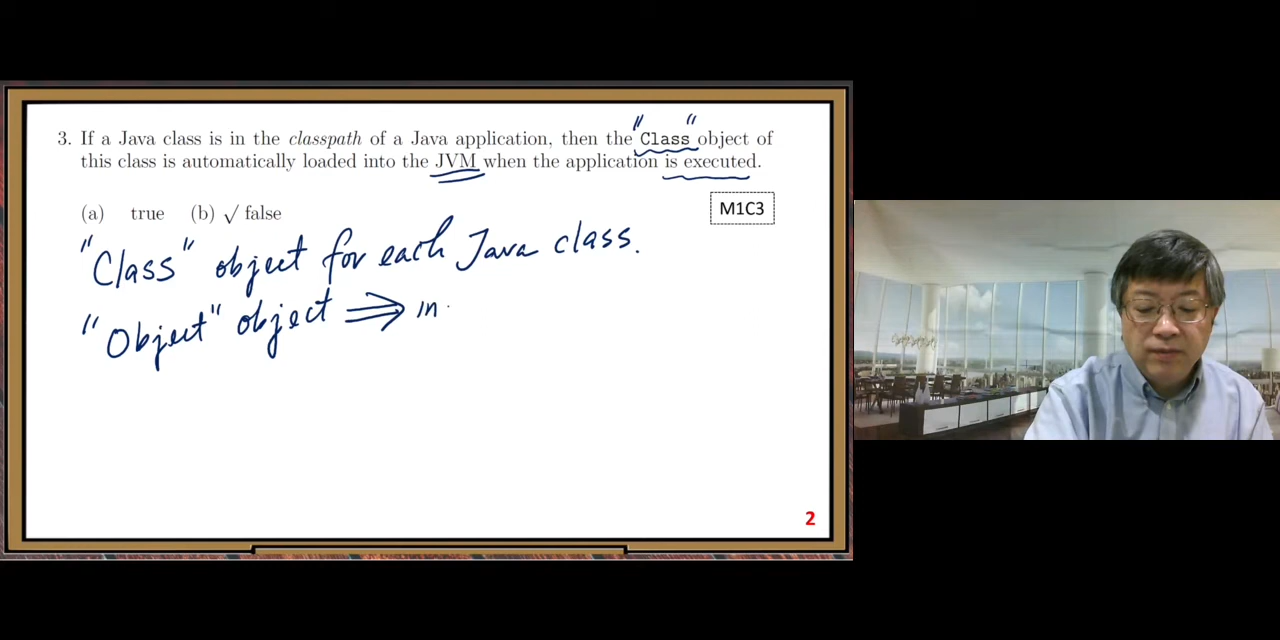 3. If a Java class is in the classpath of a Java application, then the "Class" object of
this class is automatically loaded into the JVM when the application is executed.
(a) true (b) √ false
M1C3
"Class" object for each Java class.
"Object" object ⇒ in
2